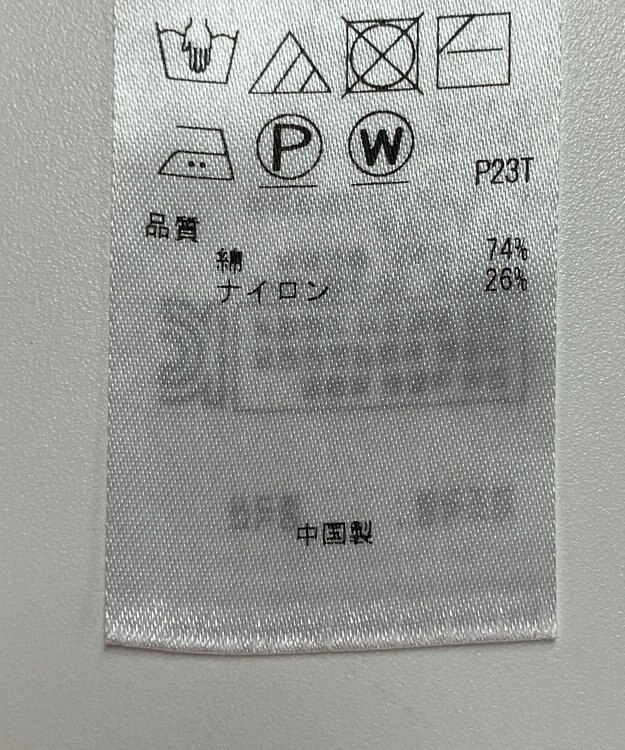 P W
P23T
品質
綿 74%
ナイロン 26%
中国製